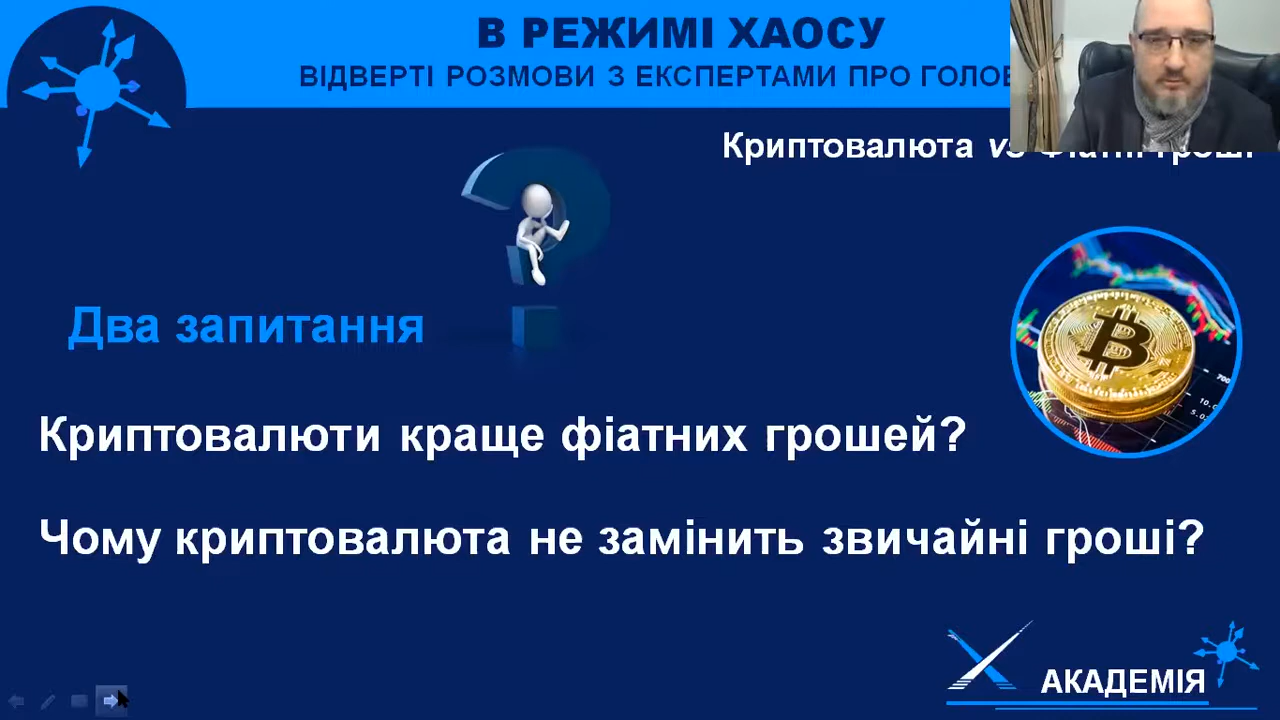 В РЕЖИМІ ХАОСУ
ВІДВЕРТІ РОЗМОВИ З ЕКСПЕРТАМИ ПРО
Криптовалюта
Два запитання
Криптовалюти краще фіатних грошей?
Чому криптовалюта не замінить звичайні гроші?
АКАДЕМІЯ